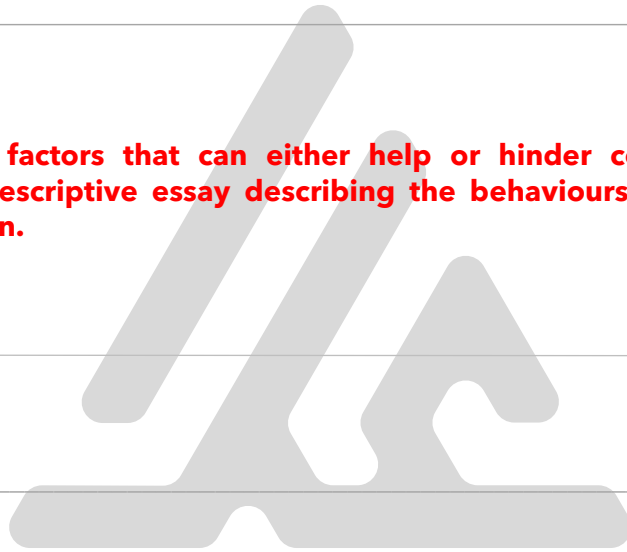 factors that can either help or hinder
escriptive essay describing the behaviours
n.